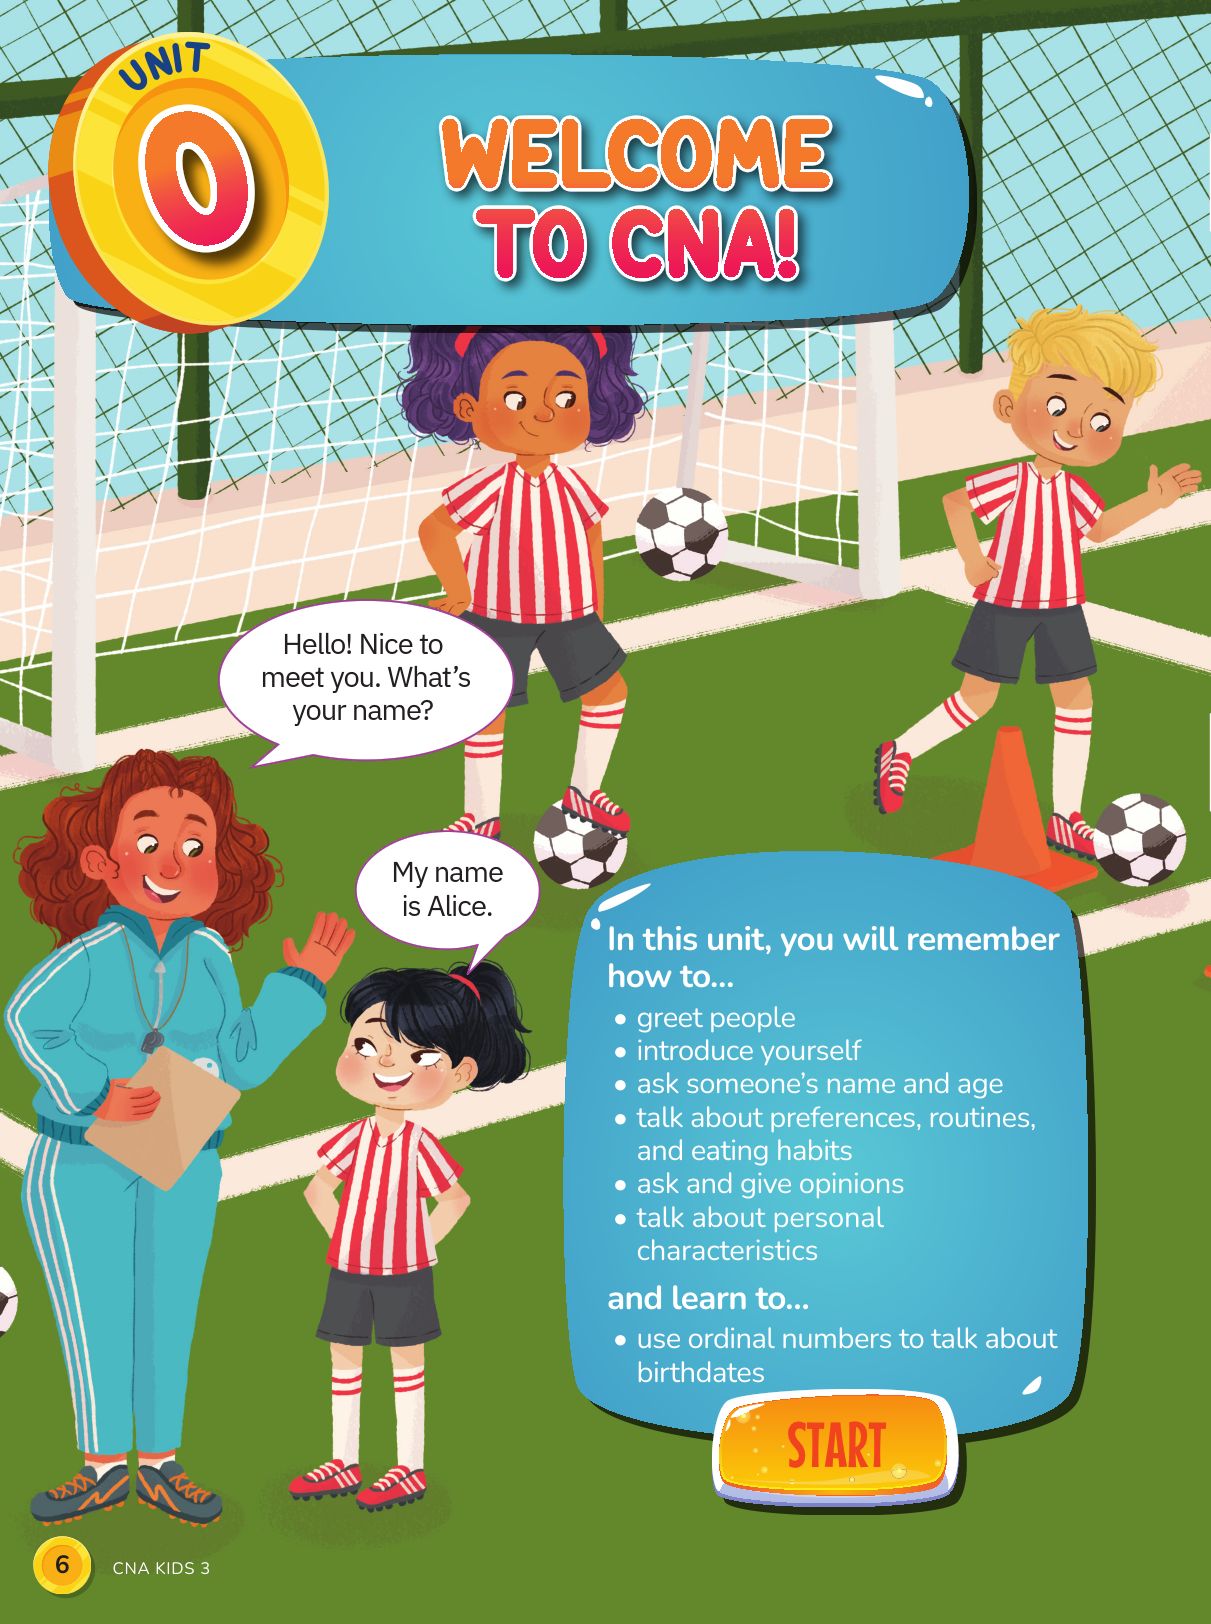 UNIT
0
WELCOME
TO CNA!
Hello! Nice to
meet you. What's
your name?
My name
is Alice.
In this unit, you will remember
how to...
• greet people
• introduce yourself
• ask someone's name and age
• talk about preferences, routines,
and eating habits
• ask and give opinions
• talk about personal
characteristics
and learn to...
• use ordinal numbers to talk about
birthdates
START
6
CNA KIDS 3